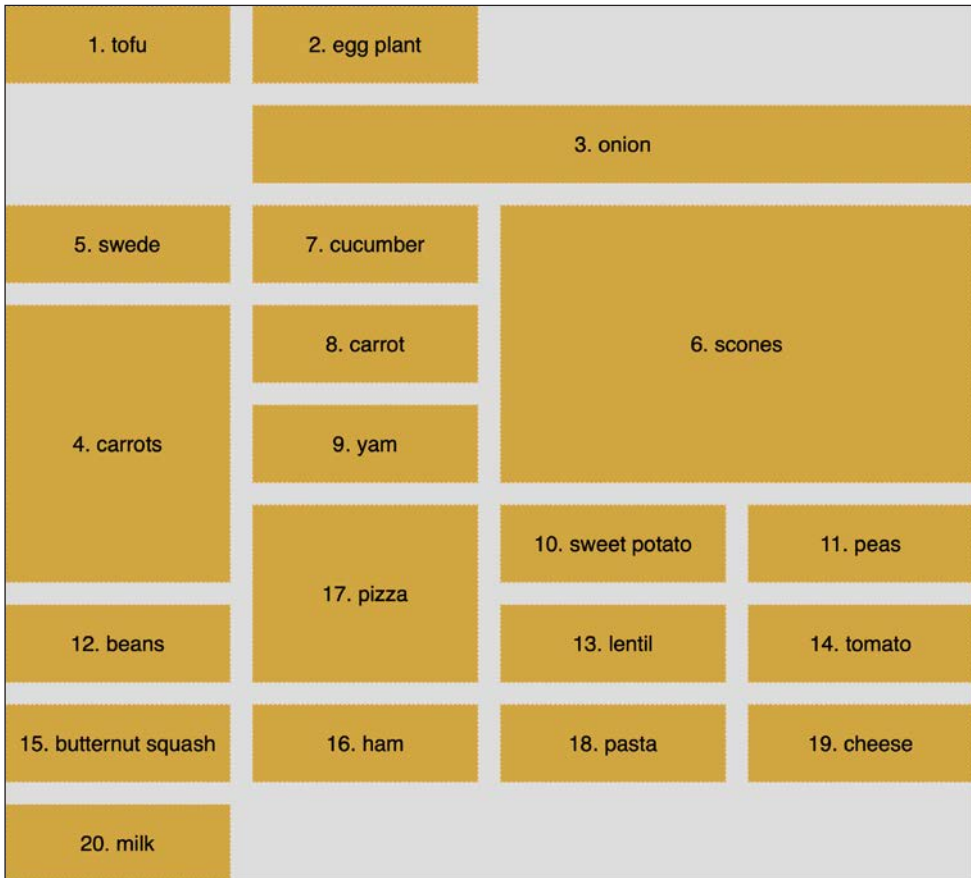 1. tofu
2. egg plant
3. onion
5. swede
7. cucumber
6. scones
8. carrot
4. carrots
9. yam
10. sweet potato
11. peas
17. pizza
12. beans
13. lentil
14. tomato
15. butternut squash
16. ham
18. pasta
19. cheese
20. milk